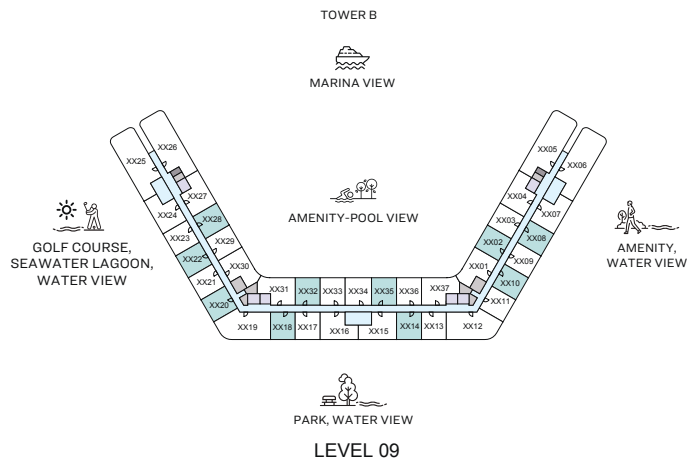 TOWER B
MARINA VIEW
XX26
XX25
XX05
XX06
XX27
XX04
XX24
XX28
XX03
XX07
XX23
XX29
XX02
XX08
XX22
XX30
XX01
XX09
XX21
XX10
XX20
XX11
XX31
XX32
XX33
XX34
XX35
XX36
XX37
XX19
XX18
XX17
XX16
XX15
XX14
XX13
XX12
AMENITY-POOL VIEW
GOLF COURSE,
SEAWATER LAGOON,
WATER VIEW
AMENITY,
WATER VIEW
PARK, WATER VIEW
LEVEL 09